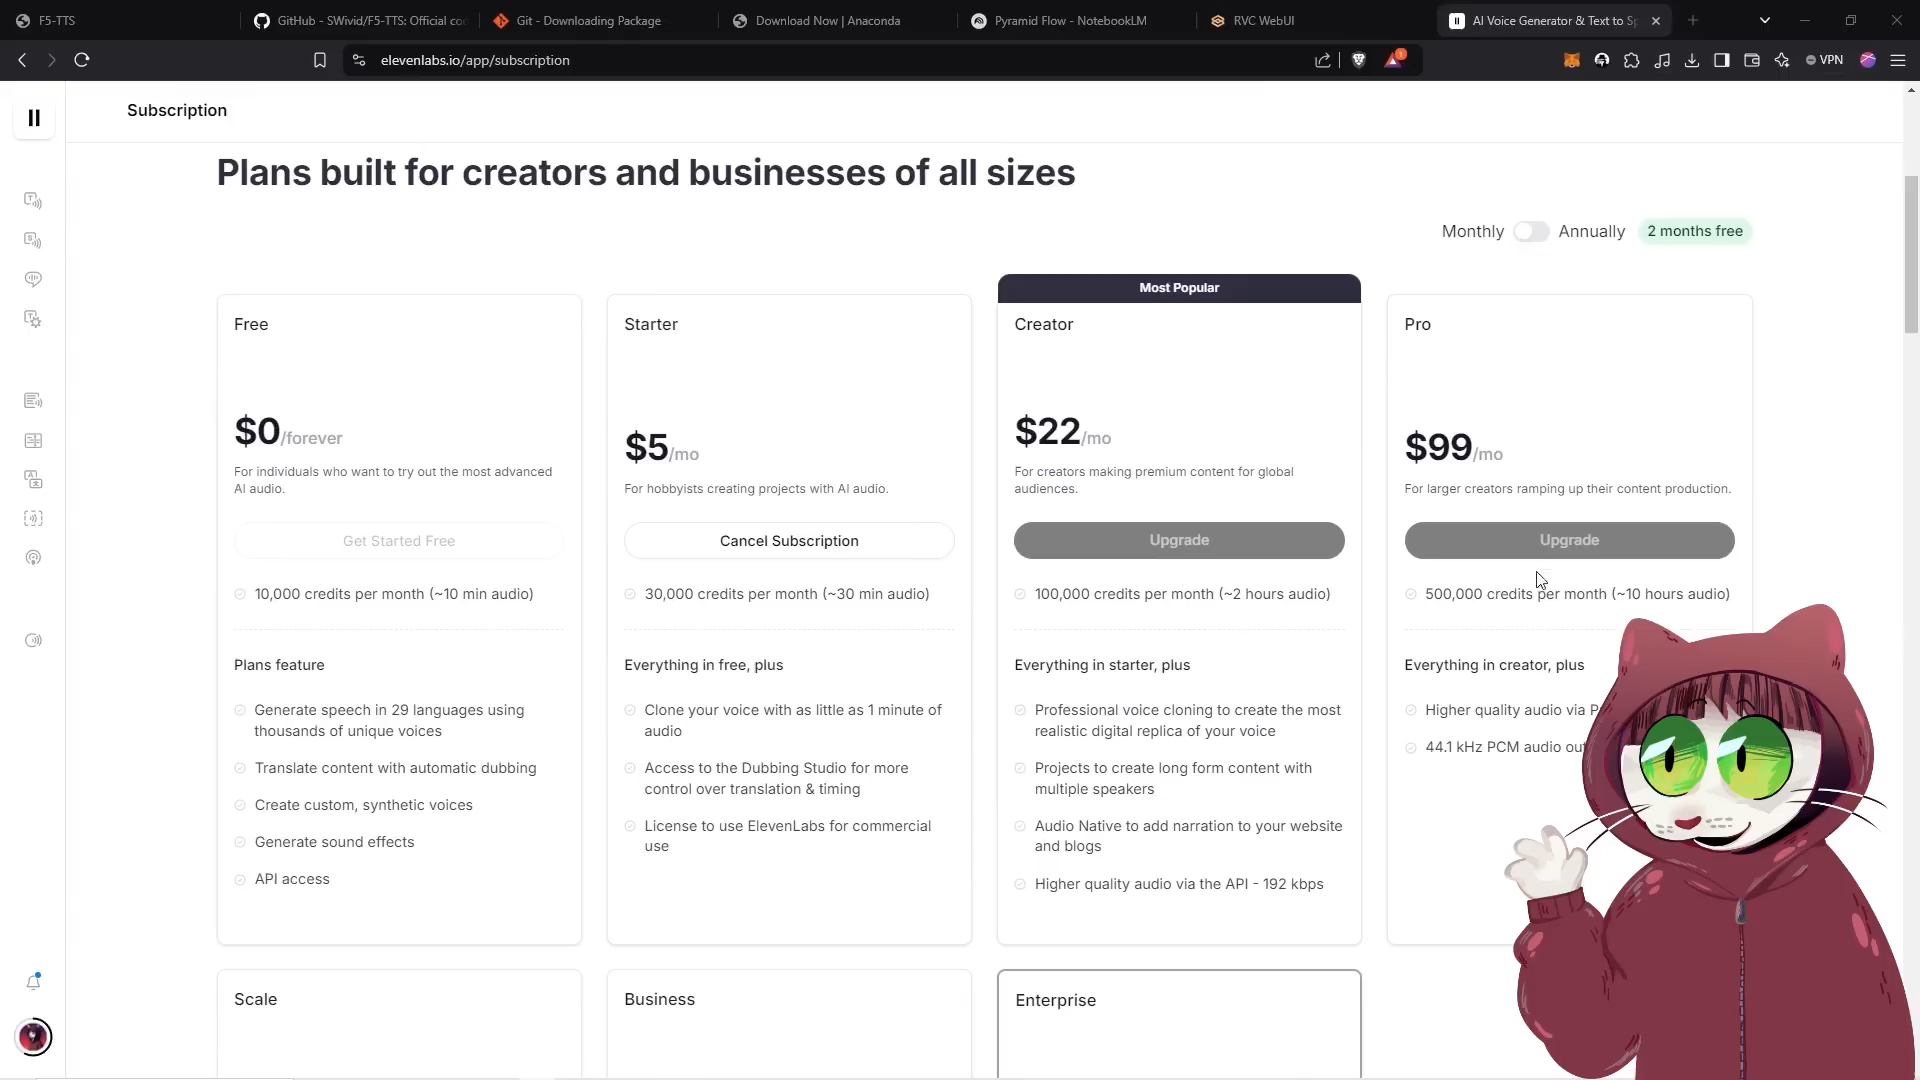 F5-TTS
GitHub - SWivid/F5-TTS: Official co
Git - Downloading Package
Download Now | Anaconda
Pyramid Flow - NotebookLM
RVC WebUI
AI Voice Generator & Text to Sp
elevenlabs.io/app/subscription
1
VPN
Subscription
Plans built for creators and businesses of all sizes
Monthly
Annually
2 months free
Free
$0/forever
For individuals who want to try out the most advanced
AI audio.
Get Started Free
10,000 credits per month (~10 min audio)
Plans feature
Generate speech in 29 languages using
thousands of unique voices
Translate content with automatic dubbing
Create custom, synthetic voices
Generate sound effects
API access
Starter
$5/mo
For hobbyists creating projects with AI audio.
Cancel Subscription
30,000 credits per month (~30 min audio)
Everything in free, plus
Clone your voice with as little as 1 minute of
audio
Access to the Dubbing Studio for more
control over translation & timing
License to use ElevenLabs for commercial
use
Most Popular
Creator
$22/mo
For creators making premium content for global
audiences.
Upgrade
100,000 credits per month (~2 hours audio)
Everything in starter, plus
Professional voice cloning to create the most
realistic digital replica of your voice
Projects to create long form content with
multiple speakers
Audio Native to add narration to your website
and blogs
Higher quality audio via the API - 192 kbps
Pro
$99/mo
For larger creators ramping up their content production.
Upgrade
500,000 credits per month (~10 hours audio)
Everything in creator, plus
Higher quality audio via
44.1 kHz PCM audio
Scale
Business
Enterprise